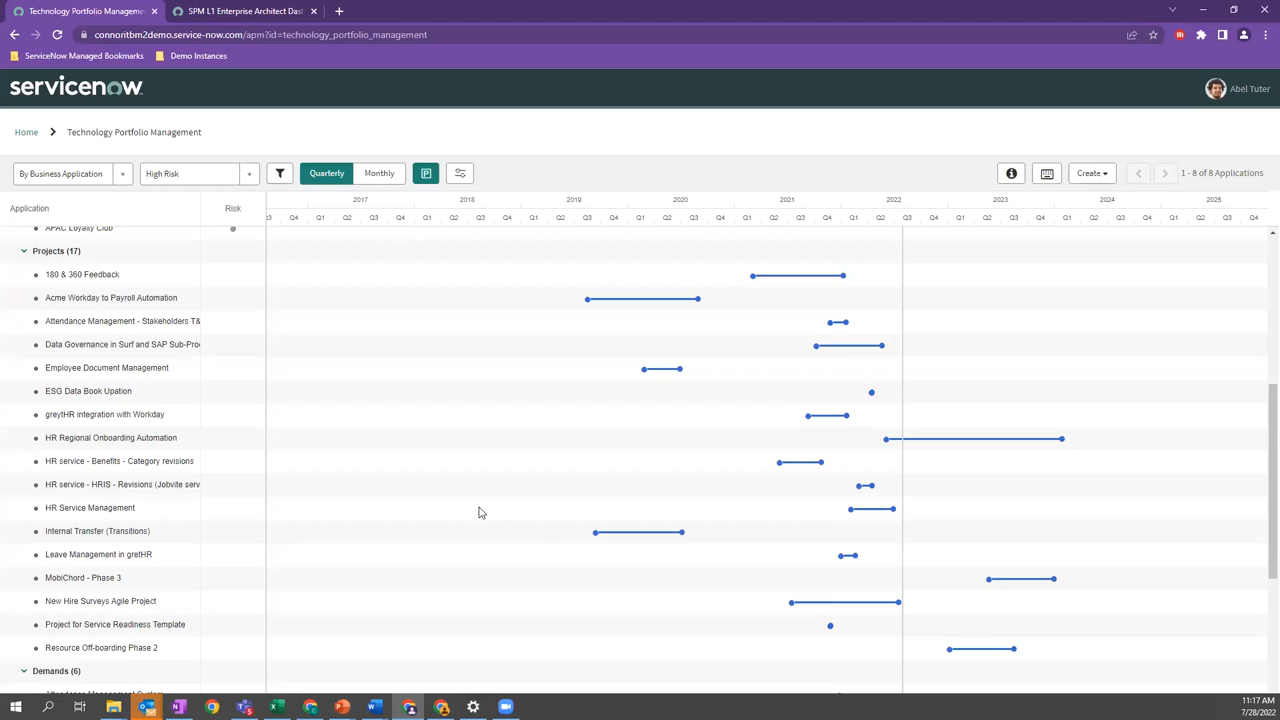 Technology Portfolio Manageme
SPM L1 Enterprise Architect Das
connoritbm2demo.service-now.com/apm?id=technology_portfolio_management
ServiceNow Managed Bookmarks
Demo Instances
servicenow
Abel Tuter
Home
Technology Portfolio Management
By Business Application
High Risk
Quarterly
Monthly
Create
1 - 8 of 8 Applications
Application
Risk
2017 2018 2019 2020 2021 2022 2023 2024 2025
Q4 Q1 Q2 Q3 Q4 Q1 Q2 Q3 Q4 Q1 Q2 Q3 Q4 Q1 Q2 Q3 Q4 Q1 Q2 Q3 Q4 Q1 Q2 Q3 Q4 Q1 Q2 Q3 Q4 Q1 Q2 Q3 Q4 Q1 Q2 Q3 Q4
APAC Loyalty Club
Projects (17)
180 & 360 Feedback
Acme Workday to Payroll Automation
Attendance Management - Stakeholders T&
Data Governance in Surf and SAP Sub-Pro
Employee Document Management
ESG Data Book Upation
greytHR integration with Workday
HR Regional Onboarding Automation
HR service - Benefits - Category revisions
HR service - HRIS - Revisions (Jobvite serv
HR Service Management
Internal Transfer (Transitions)
Leave Management in gretHR
MobiChord - Phase 3
New Hire Surveys Agile Project
Project for Service Readiness Template
Resource Off-boarding Phase 2
Demands (6)
11:17 AM
7/28/2022